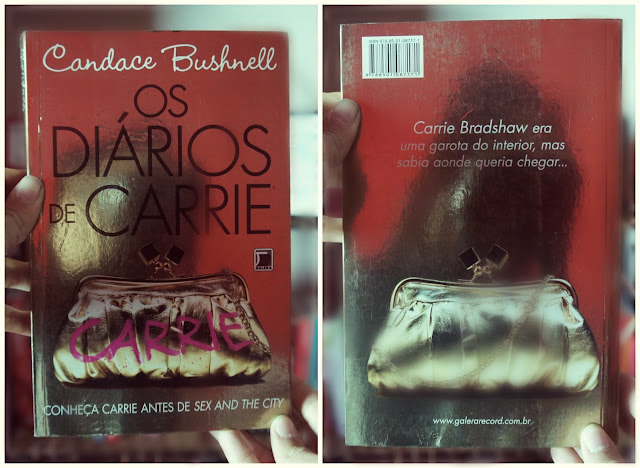 Candace Bushnell
OS
DIÁRIOS
DE CARRIE
CARRIE
CONHEÇA CARRIE ANTES DE SEX AND THE CITY
Carrie Bradshaw era
uma garota do interior, mas
sabia aonde queria chegar...
www.galerarecord.com.br